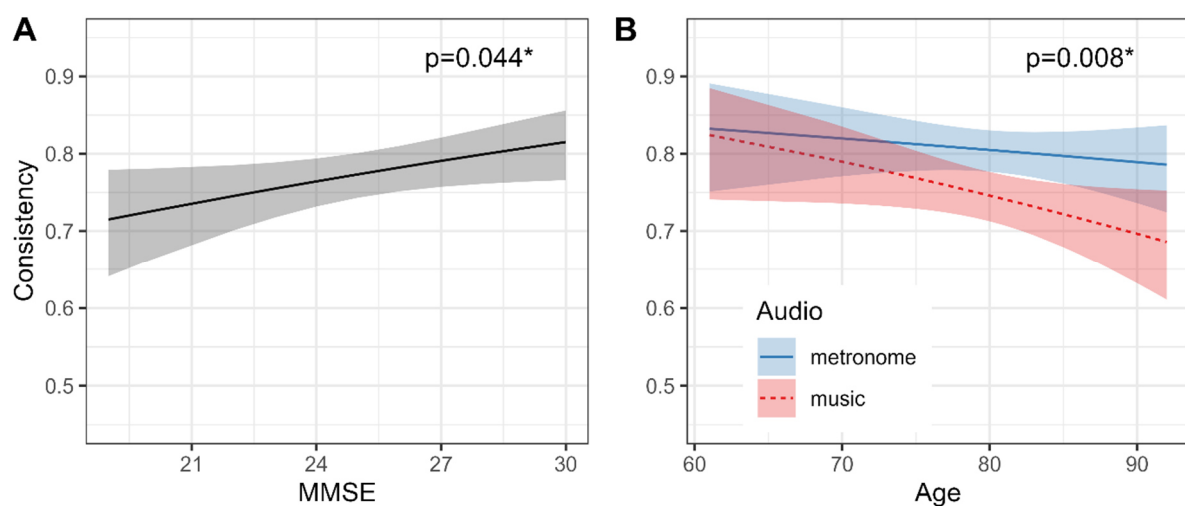 A
p=0.044*
Consistency
0.9
0.8
0.7
0.6
0.5
21
24
27
30
MMSE
B
p=0.008*
0.9
0.8
0.7
0.6
0.5
Audio
metronome
music
60
70
80
90
Age